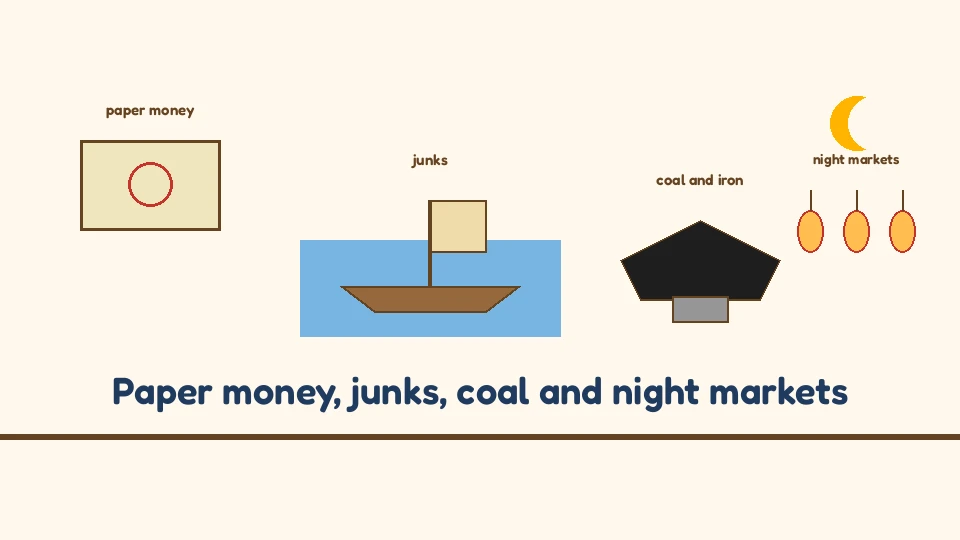 paper money
junks
coal and iron
night markets
Paper money, junks, coal and night markets